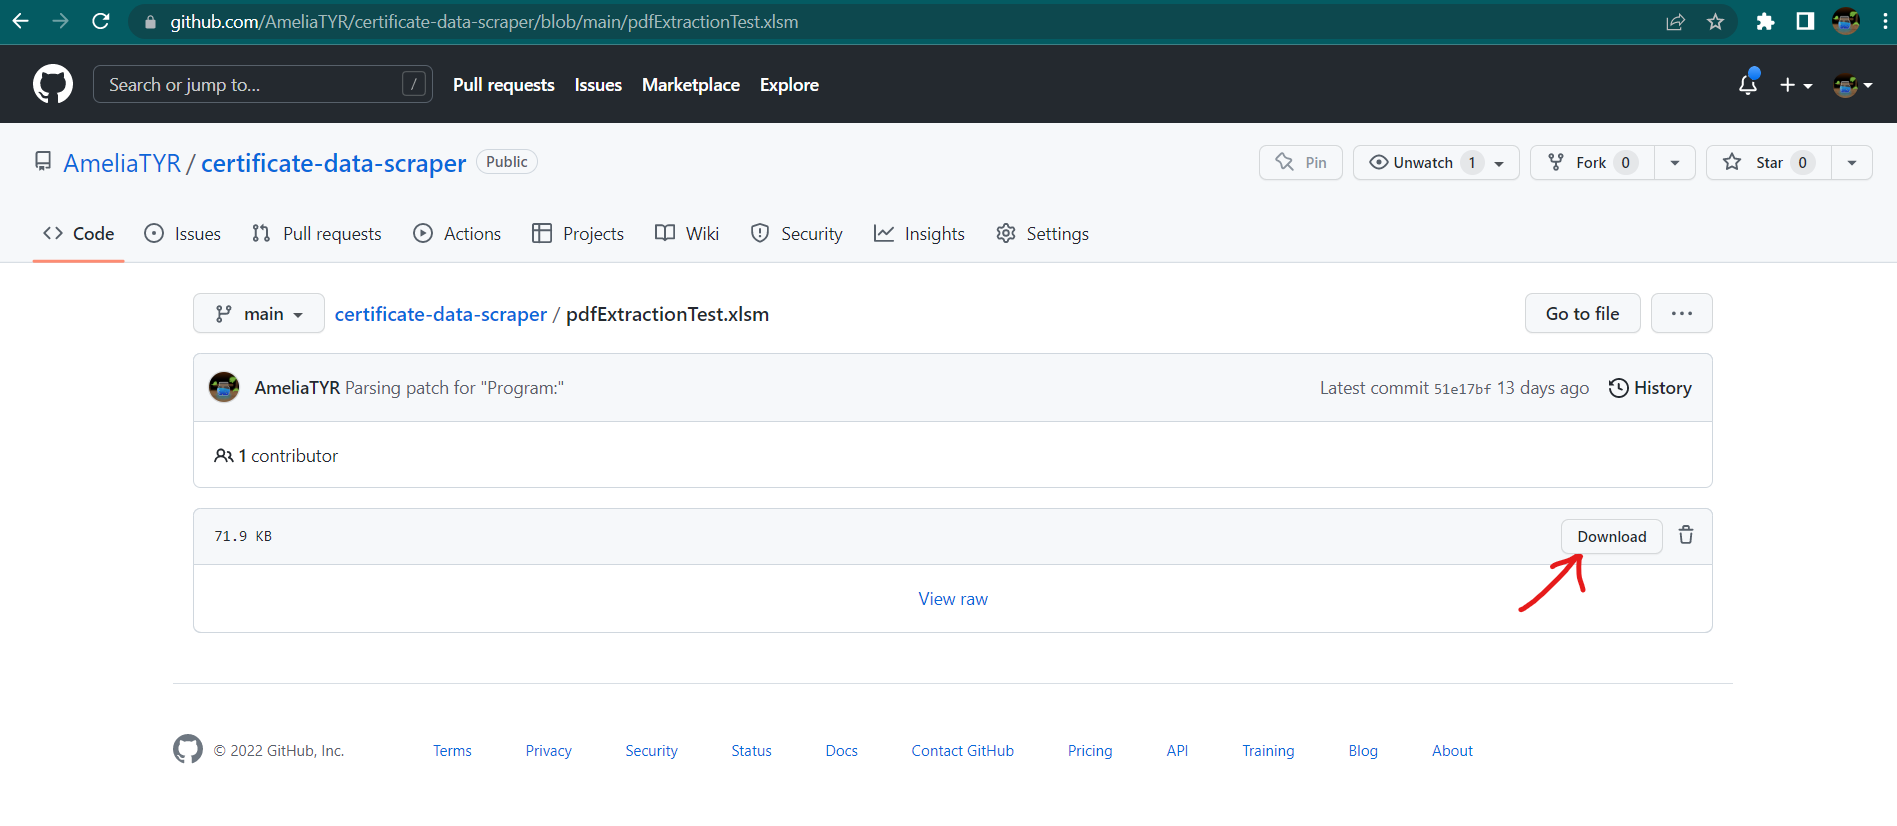 github.com/AmeliaTYR/certificate-data-scraper/blob/main/pdfExtractionTest.xlsm
Search or jump to... / Pull requests Issues Marketplace Explore
AmeliaTYR / certificate-data-scraper Public Pin Unwatch 1 Fork 0 Star 0
Code Issues Pull requests Actions Projects Wiki Security Insights Settings
main certificate-data-scraper / pdfExtractionTest.xlsm Go to file ...
AmeliaTYR Parsing patch for "Program:" Latest commit 51e17bf 13 days ago History
1 contributor
71.9 KB Download
View raw
© 2022 GitHub, Inc. Terms Privacy Security Status Docs Contact GitHub Pricing API Training Blog About